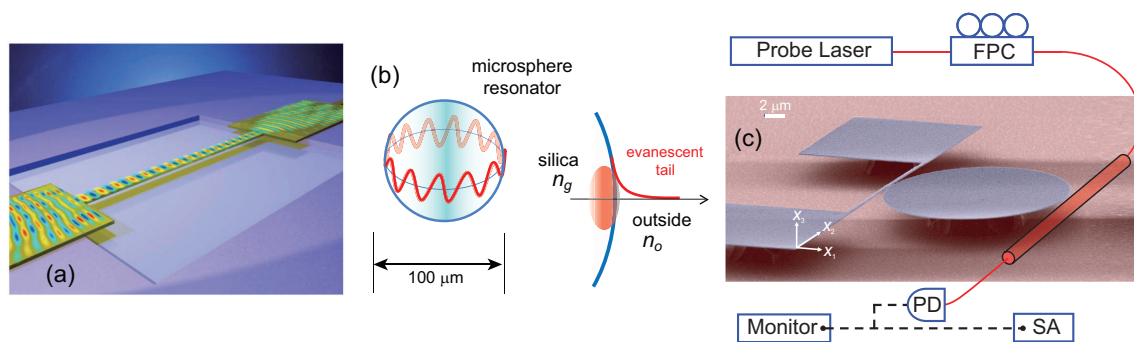 (a)
(b)
microsphere
resonator
100 μm
silica
n_g
evanescent
tail
outside
n_o
Probe Laser
FPC
2 μm
(c)
x_3
x_2
x_1
PD
Monitor
SA